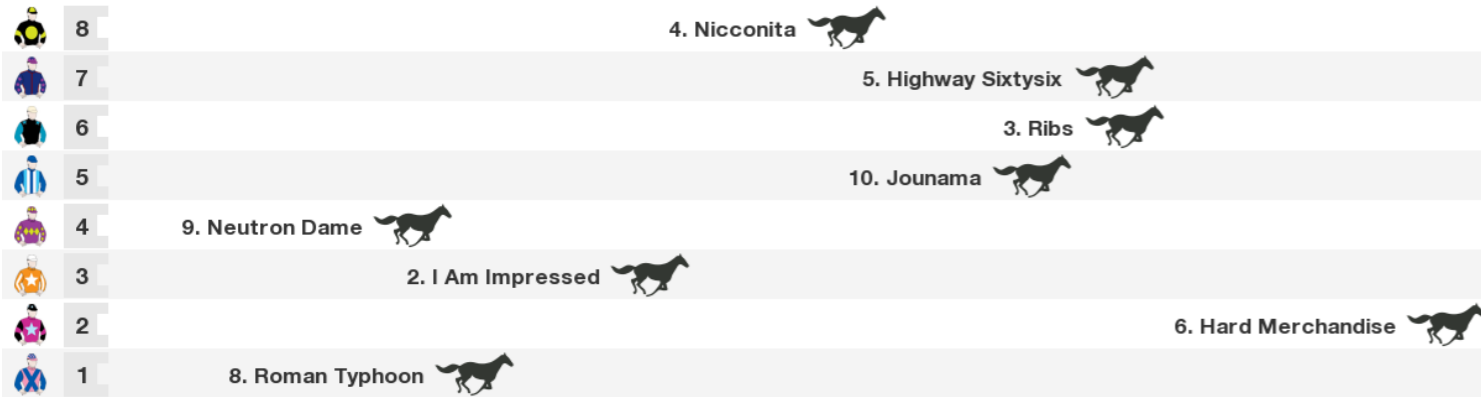 8 4. Nicconita
7 5. Highway Sixtysix
6 3. Ribs
5 10. Jounama
4 9. Neutron Dame
3 2. I Am Impressed
2 6. Hard Merchandise
1 8. Roman Typhoon